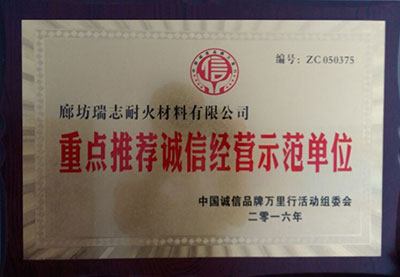 编号：ZC050375
信
廊坊瑞志耐火材料有限公司
重点推荐诚信经营示范单位
中国诚信品牌万里行活动组委会
二零一六年